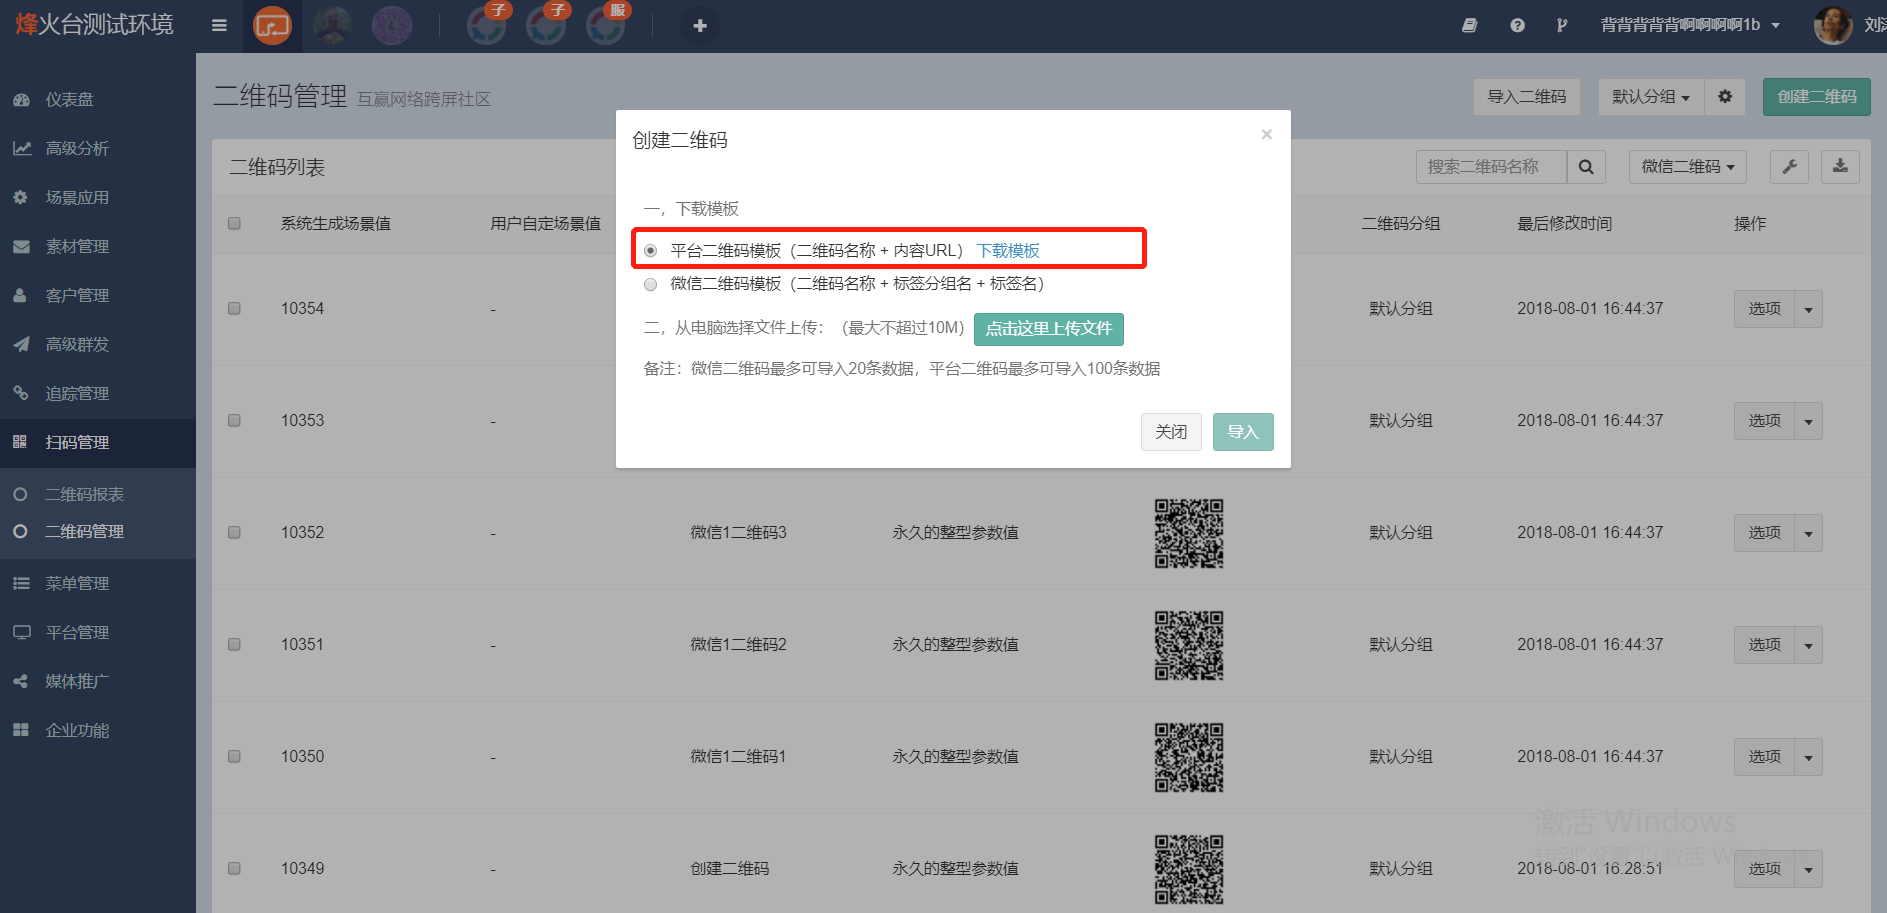 烽火台测试环境
子
子
服
背背背背背啊啊啊啊1b
仪表盘
高级分析
场景应用
素材管理
客户管理
高级群发
追踪管理
扫码管理
二维码报表
二维码管理
菜单管理
平台管理
媒体推广
企业功能
二维码管理 互赢网络跨屏社区
导入二维码
默认分组
创建二维码
二维码列表
搜索二维码名称
微信二维码
系统生成场景值 用户自定场景值 二维码分组 最后修改时间 操作
10354 - 默认分组 2018-08-01 16:44:37 选项
10353 - 默认分组 2018-08-01 16:44:37 选项
10352 - 微信1二维码3 永久的整型参数值 默认分组 2018-08-01 16:44:37 选项
10351 - 微信1二维码2 永久的整型参数值 默认分组 2018-08-01 16:44:37 选项
10350 - 微信1二维码1 永久的整型参数值 默认分组 2018-08-01 16:44:37 选项
10349 - 创建二维码 永久的整型参数值 默认分组 2018-08-01 16:28:51 选项
创建二维码
×
一，下载模板
平台二维码模板（二维码名称 + 内容URL） 下载模板
微信二维码模板（二维码名称 + 标签分组名 + 标签名）
二，从电脑选择文件上传：（最大不超过10M） 点击这里上传文件
备注：微信二维码最多可导入20条数据，平台二维码最多可导入100条数据
关闭
导入
激活 Windows
转到"设置"以激活